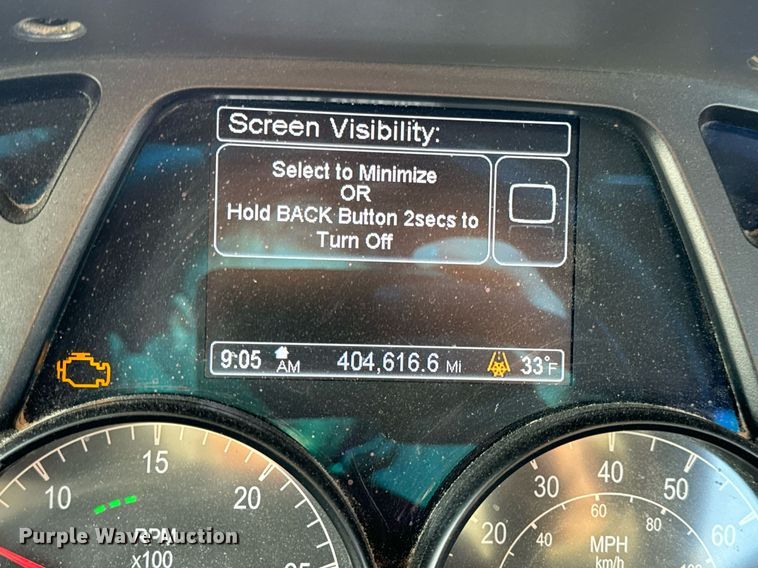 Screen Visibility:
Select to Minimize
OR
Hold BACK Button 2secs to
Turn Off
9:05 AM 404,616.6 Mi 33°F
10 15 20 25
RPM
x100
20 30 40 50 60
40 60 80
MPH
km/h
Purple Wave Auction